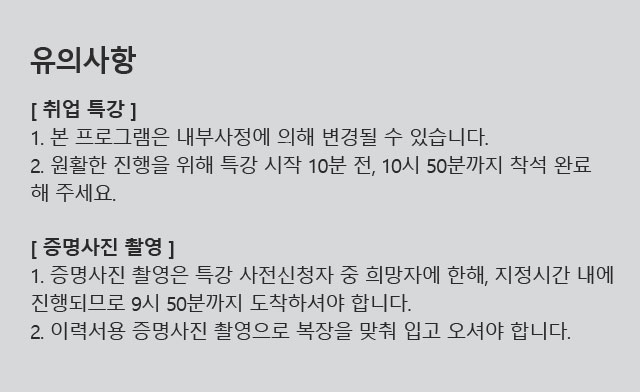 유의사항
[ 취업 특강 ]
1. 본 프로그램은 내부사정에 의해 변경될 수 있습니다.
2. 원활한 진행을 위해 특강 시작 10분 전, 10시 50분까지 착석 완료
해 주세요.
[ 증명사진 촬영 ]
1. 증명사진 촬영은 특강 사전신청자 중 희망자에 한해, 지정시간 내에
진행되므로 9시 50분까지 도착하셔야 합니다.
2. 이력서용 증명사진 촬영으로 복장을 맞춰 입고 오셔야 합니다.